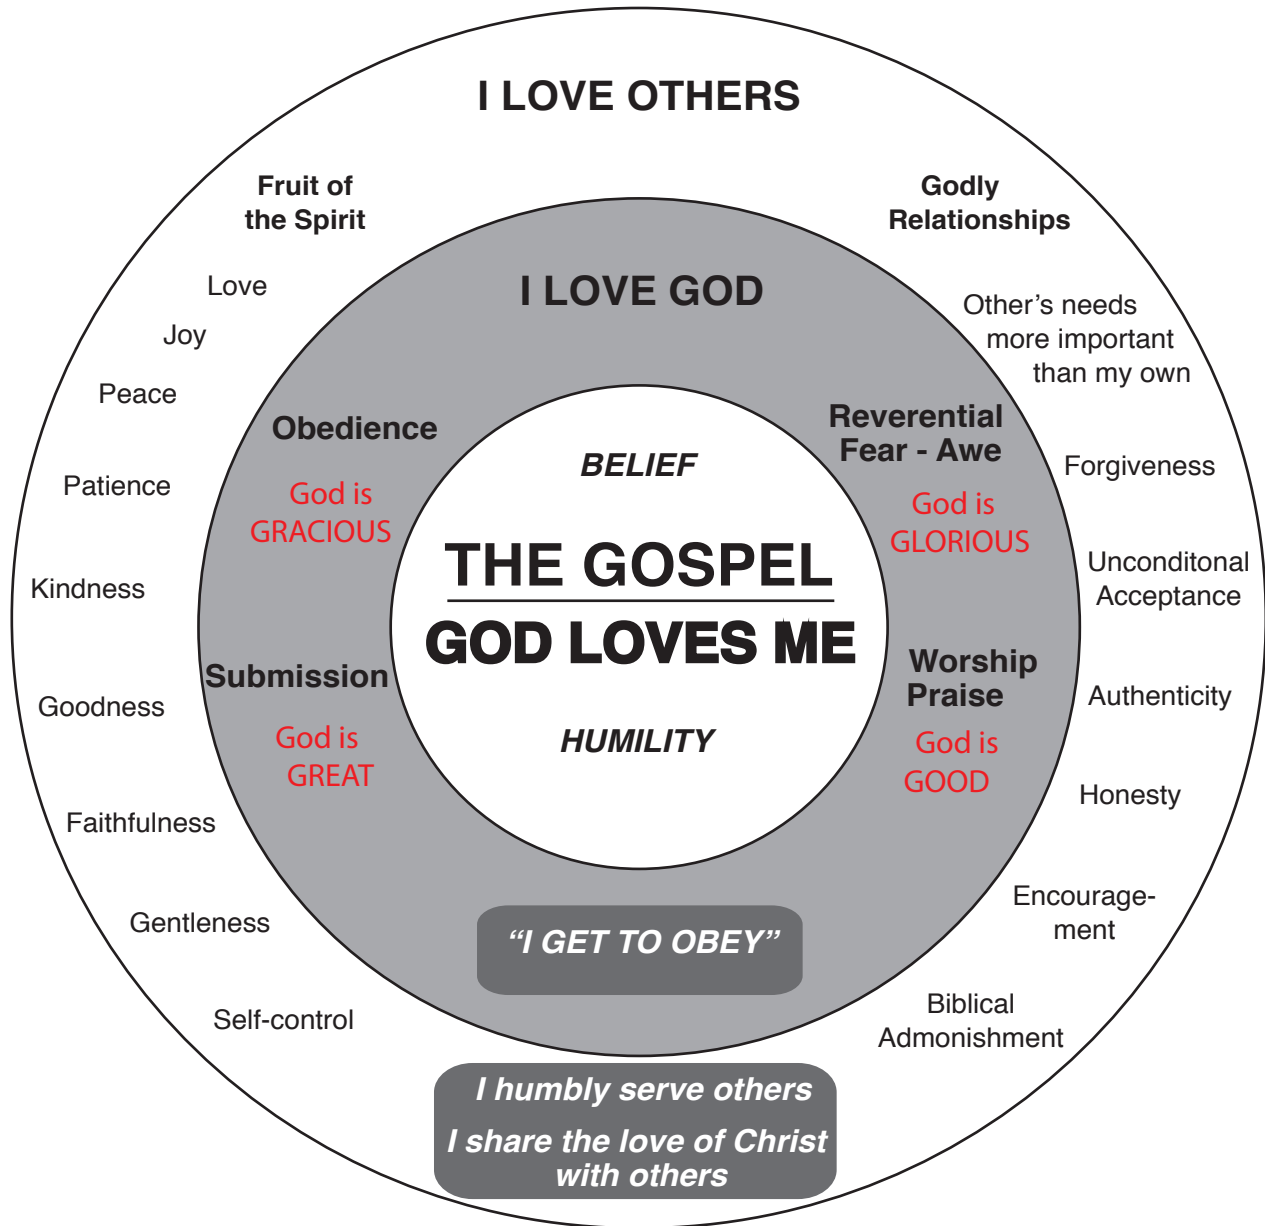 I LOVE OTHERS
Fruit of
the Spirit
Love
Joy
Peace
Patience
Kindness
Goodness
Faithfulness
Gentleness
Self-control
Godly
Relationships
Other’s needs
more important
than my own
Forgiveness
Unconditonal
Acceptance
Authenticity
Honesty
Encourage-
ment
Biblical
Admonishment
I LOVE GOD
Obedience
God is
GRACIOUS
Submission
God is
GREAT
Reverential
Fear - Awe
God is
GLORIOUS
Worship
Praise
God is
GOOD
BELIEF
THE GOSPEL
GOD LOVES ME
HUMILITY
“I GET TO OBEY”
I humbly serve others
I share the love of Christ
with others